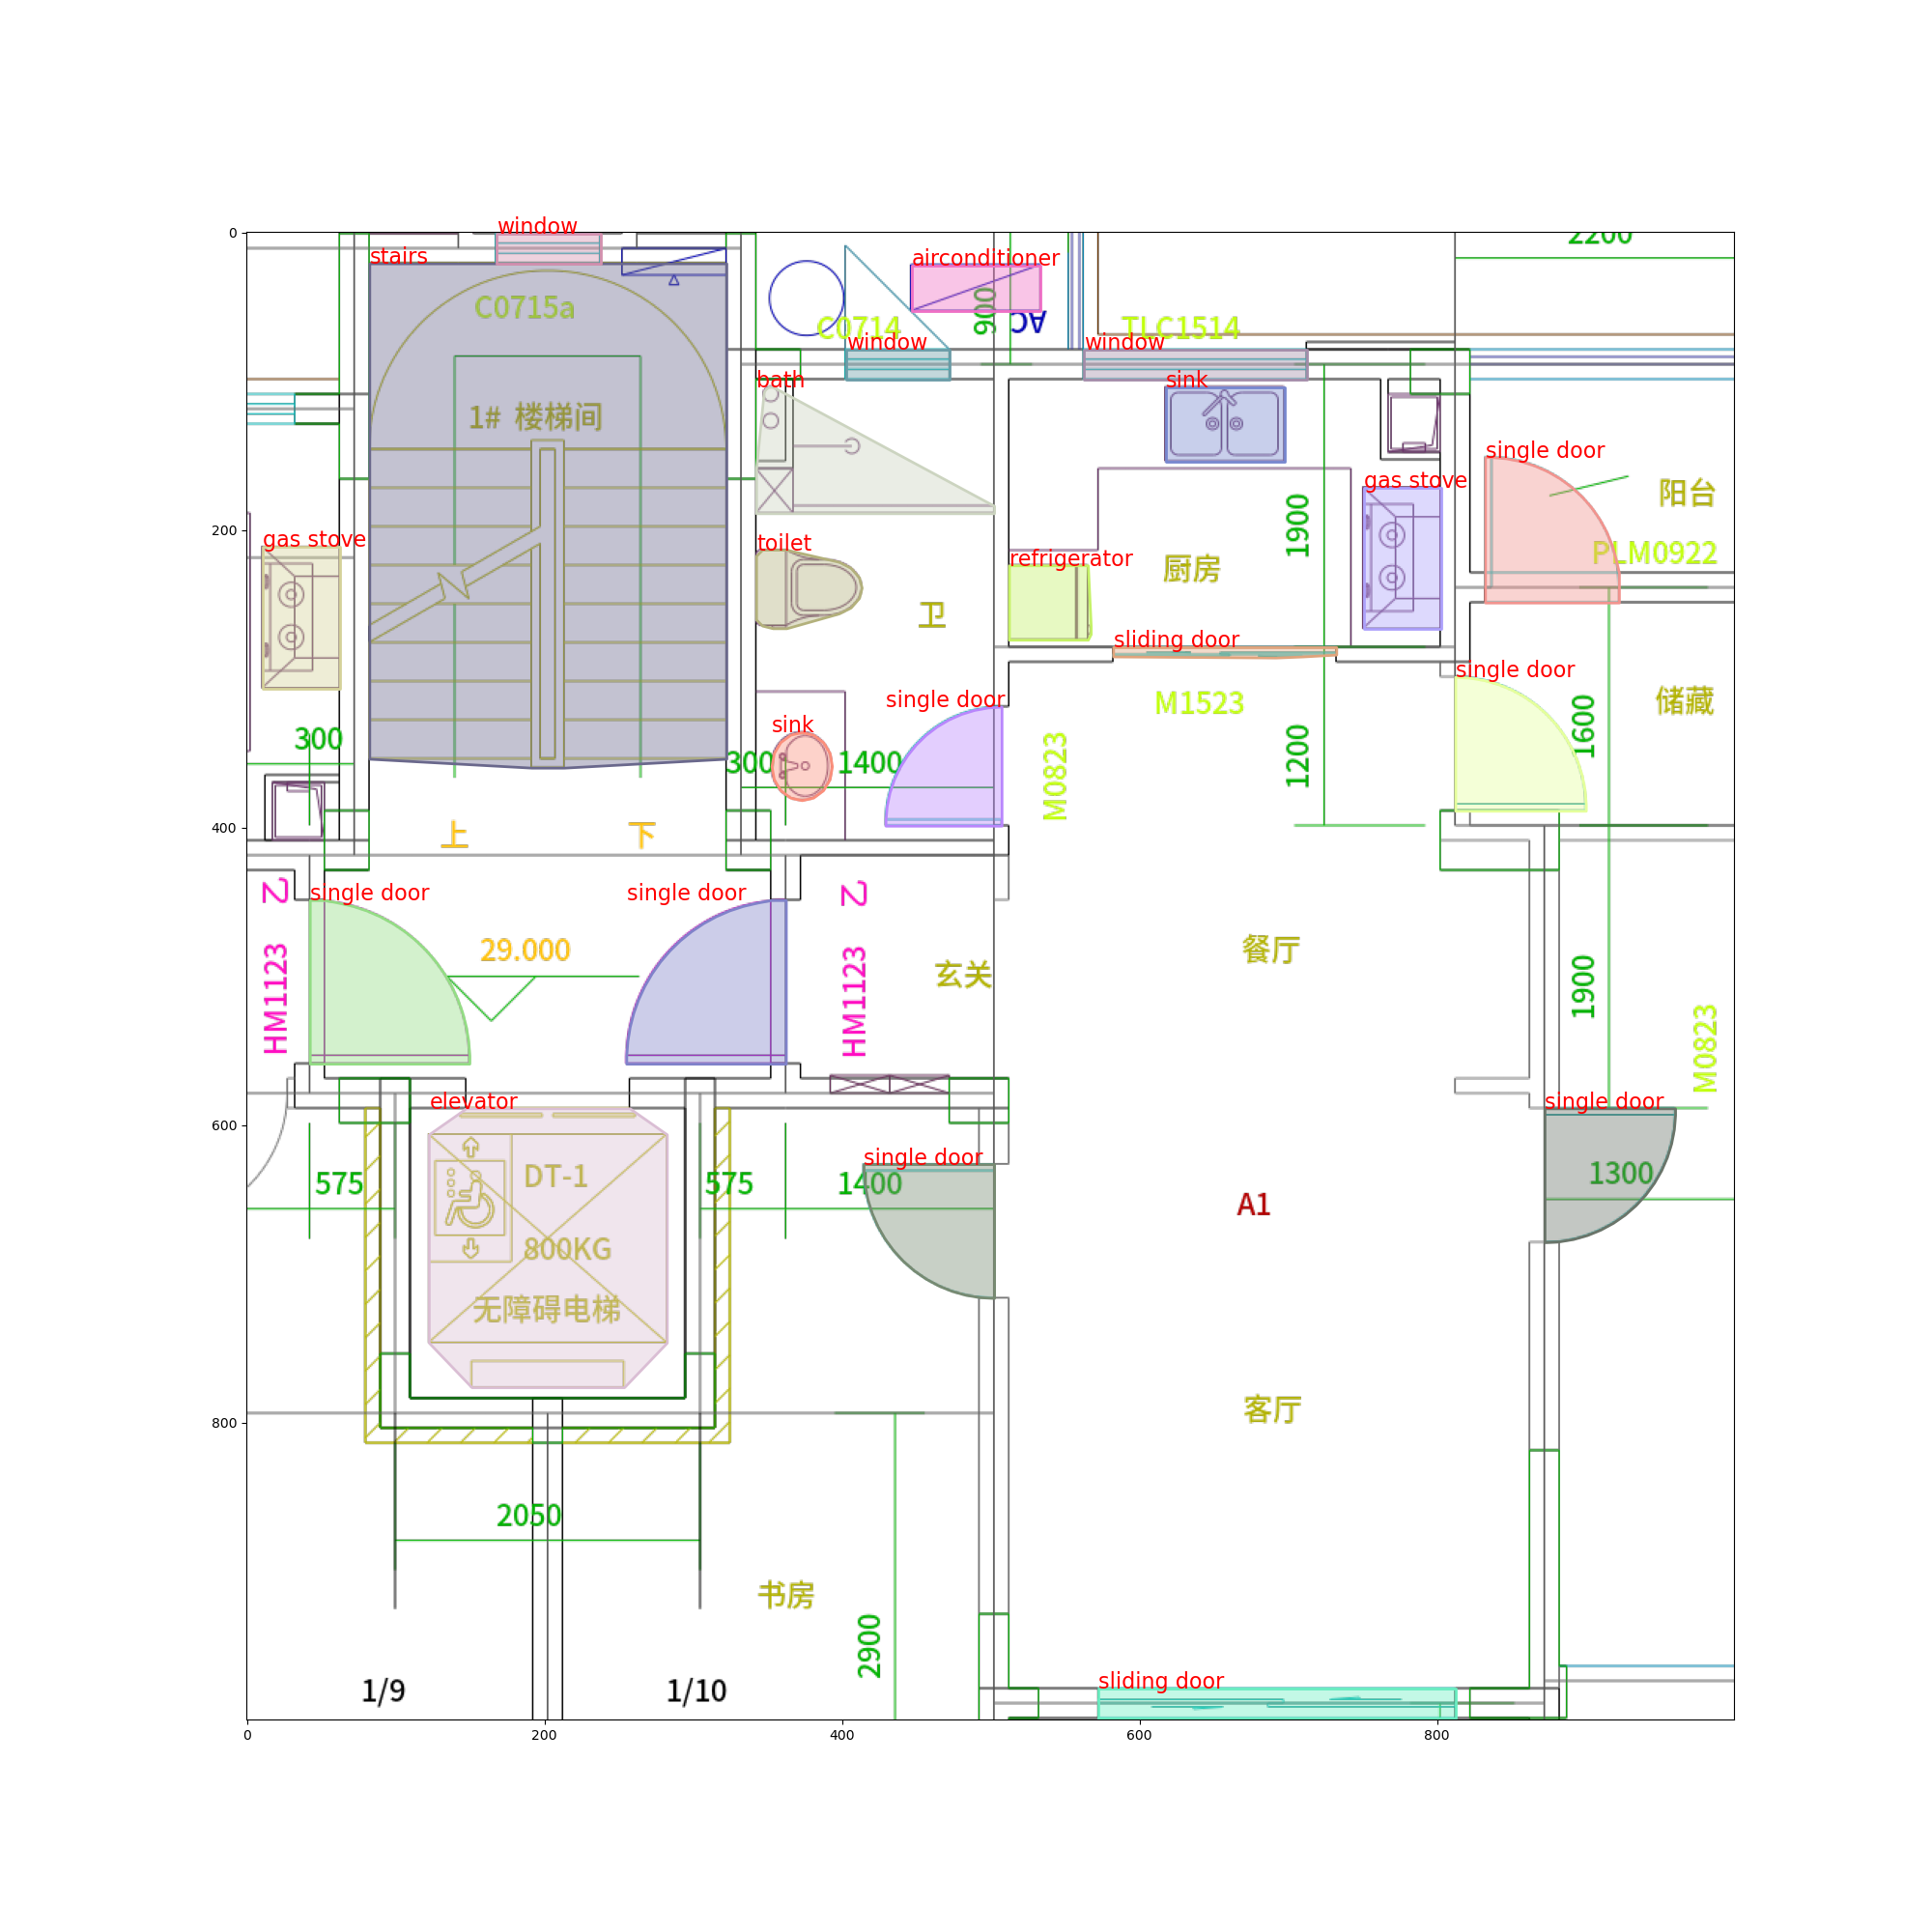 0
window
stairs
airconditioner
2200
C0715a
900
AC
C0714
TLC1514
window
window
bath
sink
1# 楼梯间
single door
gas stove
阳台
200
gas stove
toilet
refrigerator
1900
PLM0922
厨房
卫
sliding door
single door
single door
M1523
储藏
300
sink
300
1400
M0823
1200
1600
400
上
下
乙
single door
single door
乙
29.000
HM1123
HM1123
玄关
餐厅
1900
M0823
elevator
single door
600
single door
575
DT-1
575
1400
A1
1300
800KG
无障碍电梯
客厅
800
2050
书房
2900
1/9
1/10
sliding door
0
200
400
600
800